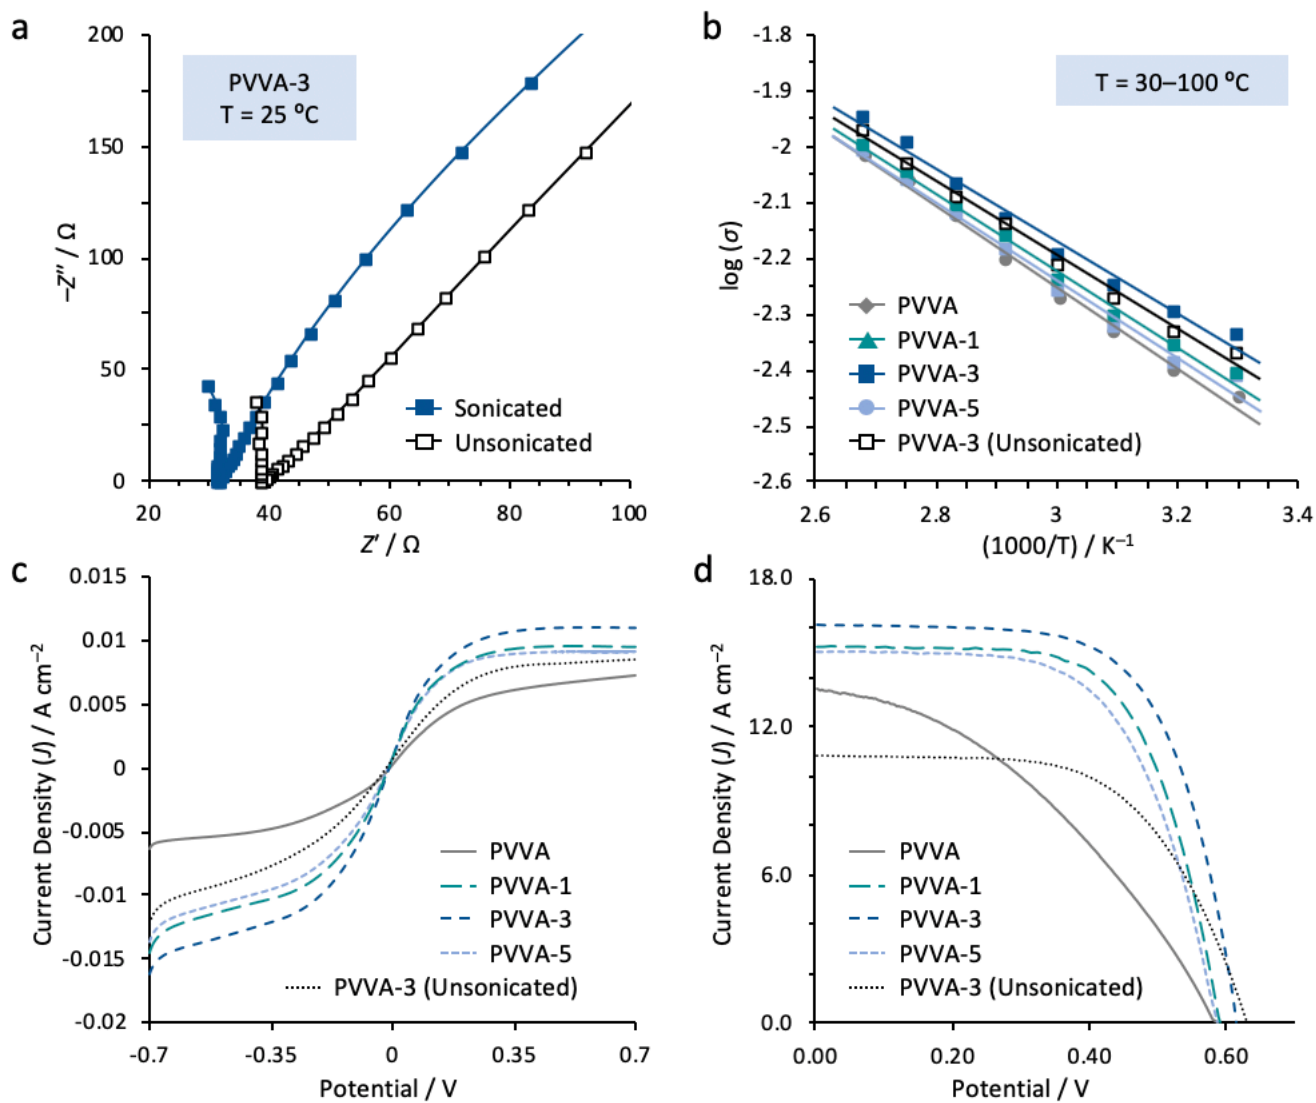 a
200
150
100
50
0
–Z″ / Ω
PVVA-3
T = 25 ⁰C
Sonicated
Unsonicated
20
40
60
80
100
Z′ / Ω
b
-1.8
-1.9
-2
-2.1
-2.2
-2.3
-2.4
-2.5
-2.6
log (σ)
T = 30–100 ⁰C
PVVA
PVVA-1
PVVA-3
PVVA-5
PVVA-3 (Unsonicated)
2.6
2.8
3
3.2
3.4
(1000/T) / K⁻¹
c
0.015
0.01
0.005
0
-0.005
-0.01
-0.015
-0.02
Current Density (J) / A cm⁻²
PVVA
PVVA-1
PVVA-3
PVVA-5
PVVA-3 (Unsonicated)
-0.7
-0.35
0
0.35
0.7
Potential / V
d
18.0
12.0
6.0
0.0
Current Density (J) / A cm⁻²
PVVA
PVVA-1
PVVA-3
PVVA-5
PVVA-3 (Unsonicated)
0.00
0.20
0.40
0.60
Potential / V